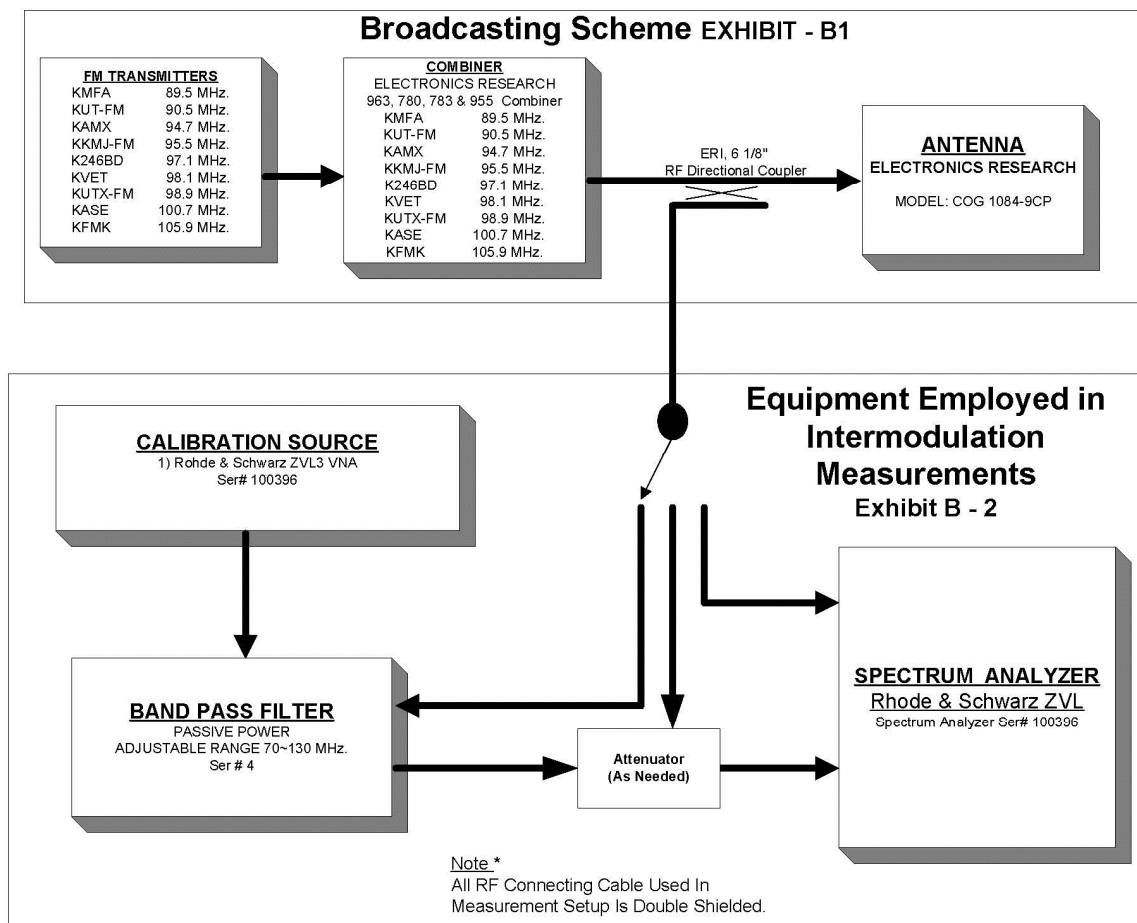 Broadcasting Scheme EXHIBIT - B1
FM TRANSMITTERS
KMFA 89.5 MHz.
KUT-FM 90.5 MHz.
KAMX 94.7 MHz.
KKMJ-FM 95.5 MHz.
K246BD 97.1 MHz.
KVET 98.1 MHz.
KUTX-FM 98.9 MHz.
KASE 100.7 MHz.
KFMK 105.9 MHz.
COMBINER
ELECTRONICS RESEARCH
963, 780, 783 & 955 Combiner
KMFA 89.5 MHz.
KUT-FM 90.5 MHz.
KAMX 94.7 MHz.
KKMJ-FM 95.5 MHz.
K246BD 97.1 MHz.
KVET 98.1 MHz.
KUTX-FM 98.9 MHz.
KASE 100.7 MHz.
KFMK 105.9 MHz.
ERI, 6 1/8"
RF Directional Coupler
ANTENNA
ELECTRONICS RESEARCH
MODEL: COG 1084-9CP
Equipment Employed in
Intermodulation
Measurements
Exhibit B - 2
CALIBRATION SOURCE
1) Rohde & Schwarz ZVL3 VNA
Ser# 100396
BAND PASS FILTER
PASSIVE POWER
ADJUSTABLE RANGE 70~130 MHz.
Ser # 4
Attenuator
(As Needed)
SPECTRUM ANALYZER
Rhode & Schwarz ZVL
Spectrum Analyzer Ser# 100396
Note *
All RF Connecting Cable Used In
Measurement Setup Is Double Shielded.